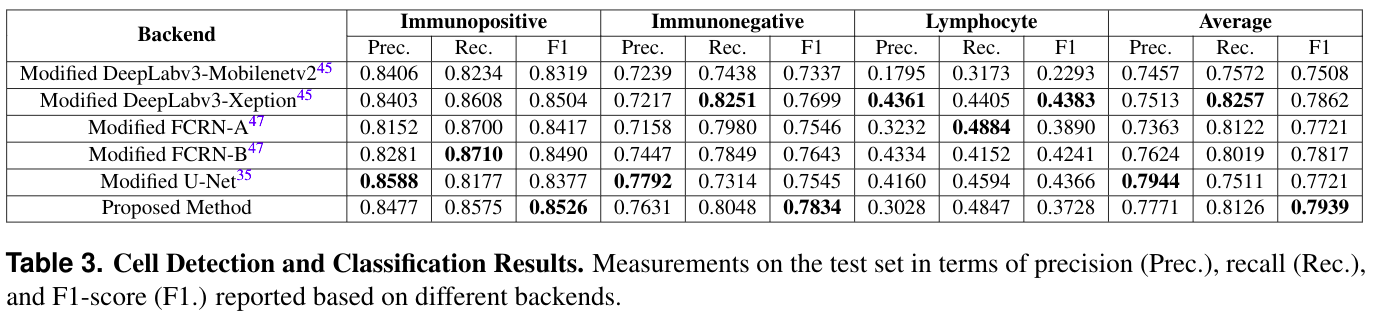 Backend Immunopositive Immunonegative Lymphocyte Average
Prec. Rec. F1 Prec. Rec. F1 Prec. Rec. F1 Prec. Rec. F1
Modified DeepLabv3-Mobilenetv245 0.8406 0.8234 0.8319 0.7239 0.7438 0.7337 0.1795 0.3173 0.2293 0.7457 0.7572 0.7508
Modified DeepLabv3-Xeption45 0.8403 0.8608 0.8504 0.7217 0.8251 0.7699 0.4361 0.4405 0.4383 0.7513 0.8257 0.7862
Modified FCRN-A47 0.8152 0.8700 0.8417 0.7158 0.7980 0.7546 0.3232 0.4884 0.3890 0.7363 0.8122 0.7721
Modified FCRN-B47 0.8281 0.8710 0.8490 0.7447 0.7849 0.7643 0.4334 0.4152 0.4241 0.7624 0.8019 0.7817
Modified U-Net35 0.8588 0.8177 0.8377 0.7792 0.7314 0.7545 0.4160 0.4594 0.4366 0.7944 0.7511 0.7721
Proposed Method 0.8477 0.8575 0.8526 0.7631 0.8048 0.7834 0.3028 0.4847 0.3728 0.7771 0.8126 0.7939
Table 3. Cell Detection and Classification Results. Measurements on the test set in terms of precision (Prec.), recall (Rec.),
and F1-score (F1.) reported based on different backends.